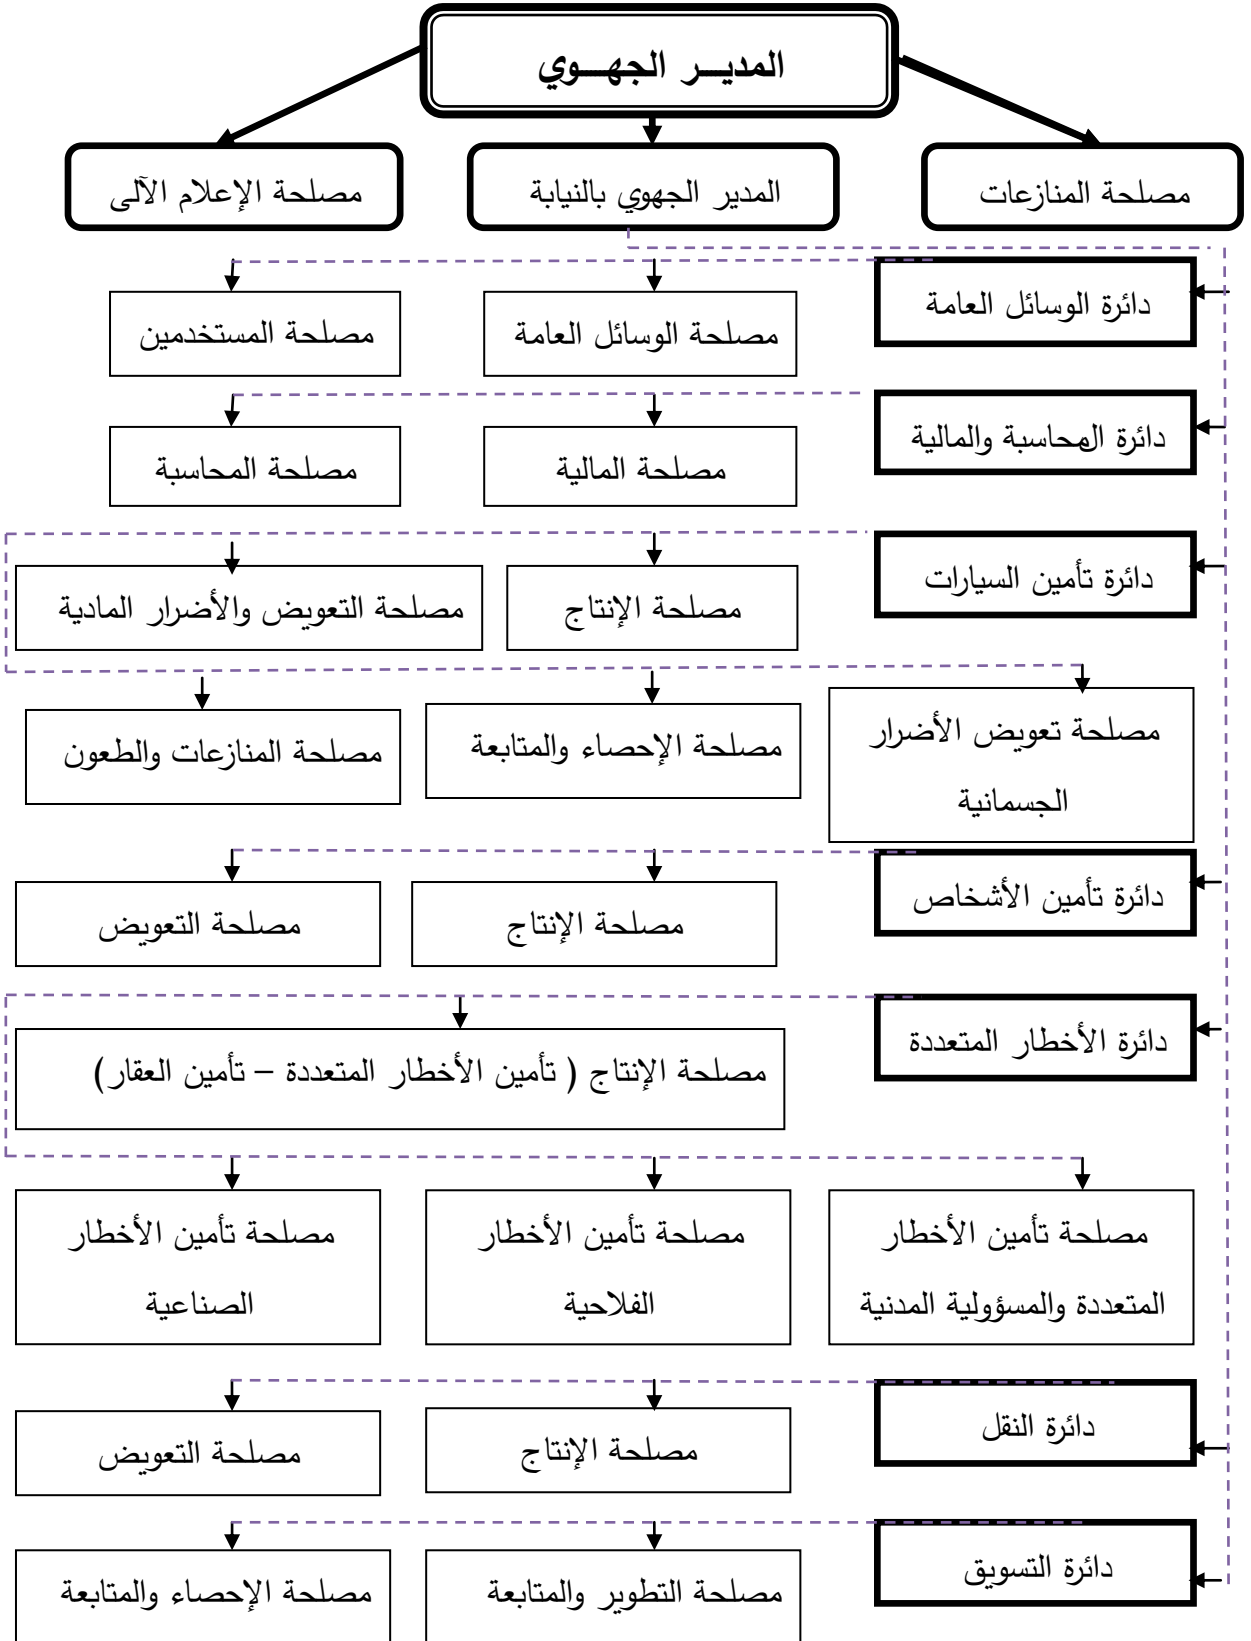 المديـــر الجهـــوي
مصلحة المنازعات
المدير الجهوي بالنيابة
مصلحة الإعلام الآلى
دائرة الوسائل العامة
مصلحة الوسائل العامة
مصلحة المستخدمين
دائرة المحاسبة والمالية
مصلحة المالية
مصلحة المحاسبة
دائرة تأمين السيارات
مصلحة الإنتاج
مصلحة التعويض والأضرار المادية
مصلحة تعويض الأضرار
الجسمانية
مصلحة الإحصاء والمتابعة
مصلحة المنازعات والطعون
دائرة تأمين الأشخاص
مصلحة الإنتاج
مصلحة التعويض
دائرة الأخطار المتعددة
مصلحة الإنتاج ( تأمين الأخطار المتعددة – تأمين العقار)
مصلحة تأمين الأخطار
المتعددة والمسؤولية المدنية
مصلحة تأمين الأخطار
الفلاحية
مصلحة تأمين الأخطار
الصناعية
دائرة النقل
مصلحة الإنتاج
مصلحة التعويض
دائرة التسويق
مصلحة التطوير والمتابعة
مصلحة الإحصاء والمتابعة